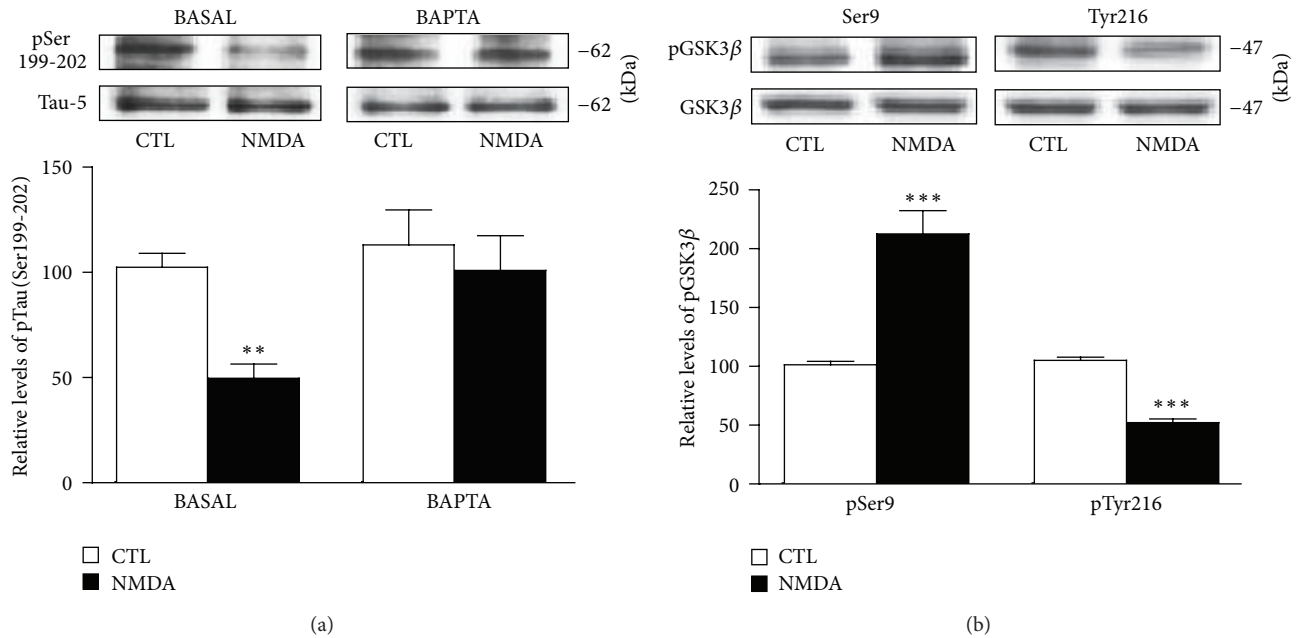 BASAL BAPTA
pSer
199-202
−62
Tau-5
−62
(kDa)
CTL NMDA CTL NMDA
Relative levels of pTau (Ser199-202)
150
100
50
0
**
BASAL BAPTA
CTL
NMDA
(a)
Ser9 Tyr216
pGSK3β
−47
GSK3β
−47
(kDa)
CTL NMDA CTL NMDA
Relative levels of pGSK3β
250
200
150
100
50
0
***
***
pSer9 pTyr216
CTL
NMDA
(b)